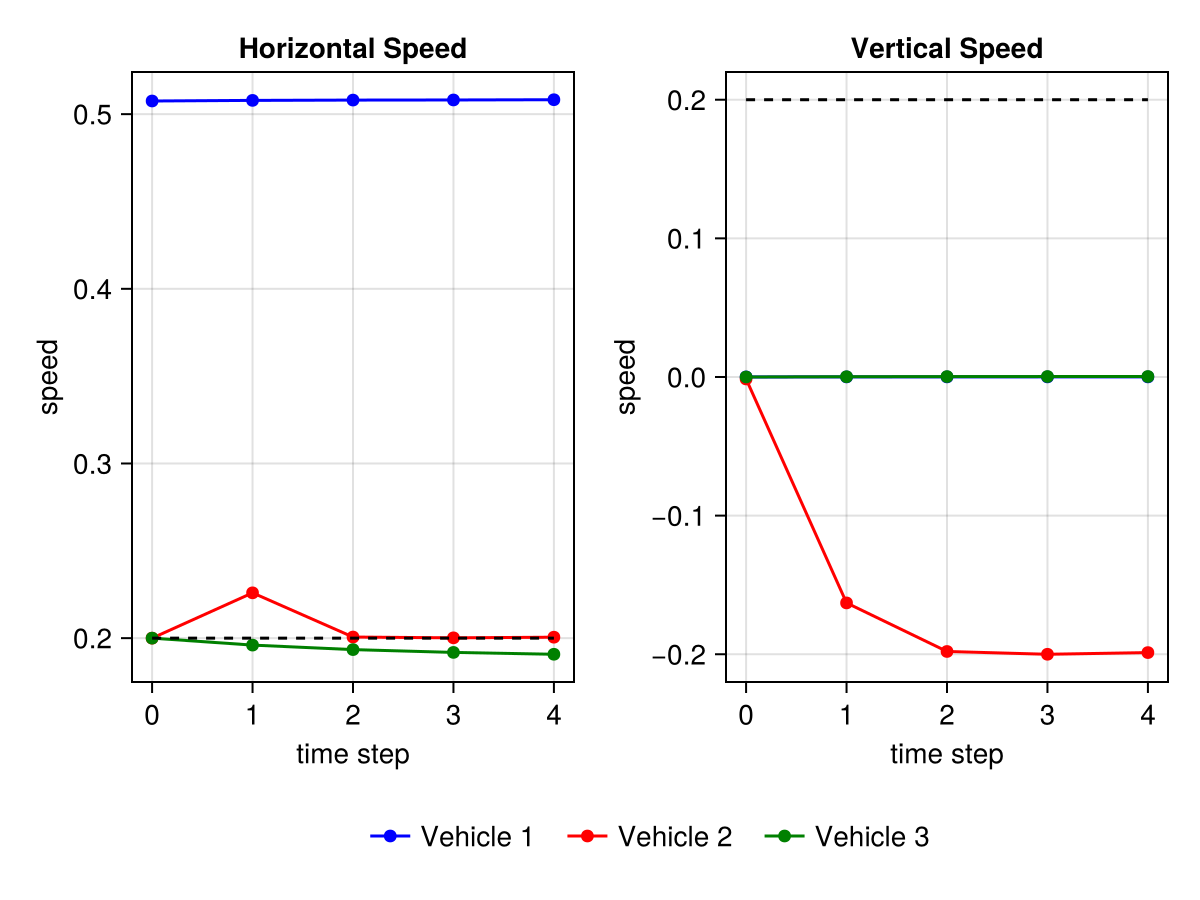 Horizontal Speed
0.5
0.4
0.3
0.2
speed
0 1 2 3 4
time step
Vertical Speed
0.2
0.1
0.0
−0.1
−0.2
speed
0 1 2 3 4
time step
Vehicle 1 Vehicle 2 Vehicle 3